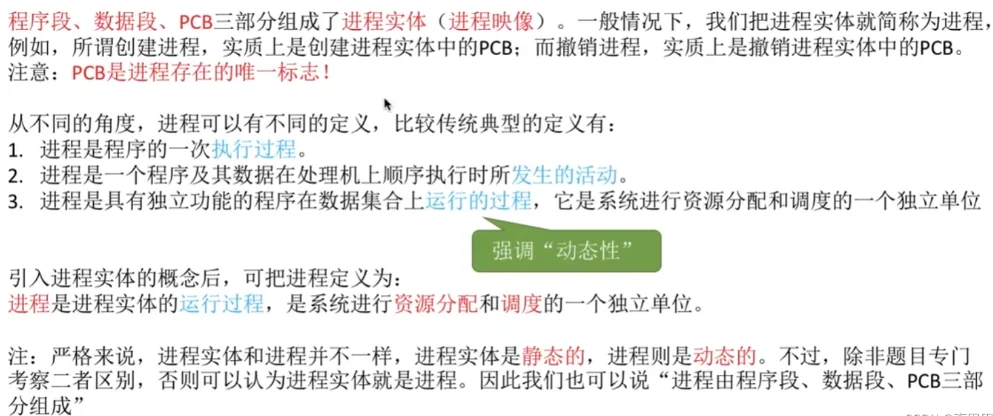 程序段、数据段、PCB三部分组成了进程实体（进程映像）。一般情况下，我们把进程实体就简称为进程，
例如，所谓创建进程，实质上是创建进程实体中的PCB；而撤销进程，实质上是撤销进程实体中的PCB。
注意：PCB是进程存在的唯一标志！
从不同的角度，进程可以有不同的定义，比较传统典型的定义有：
1. 进程是程序的一次执行过程。
2. 进程是一个程序及其数据在处理机上顺序执行时所发生的活动。
3. 进程是具有独立功能的程序在数据集合上运行的过程，它是系统进行资源分配和调度的一个独立单位
强调“动态性”
引入进程实体的概念后，可把进程定义为：
进程是进程实体的运行过程，是系统进行资源分配和调度的一个独立单位。
注：严格来说，进程实体和进程并不一样，进程实体是静态的，进程则是动态的。不过，除非题目专门
考察二者区别，否则可以认为进程实体就是进程。因此我们也可以说“进程由程序段、数据段、PCB三部
分组成”